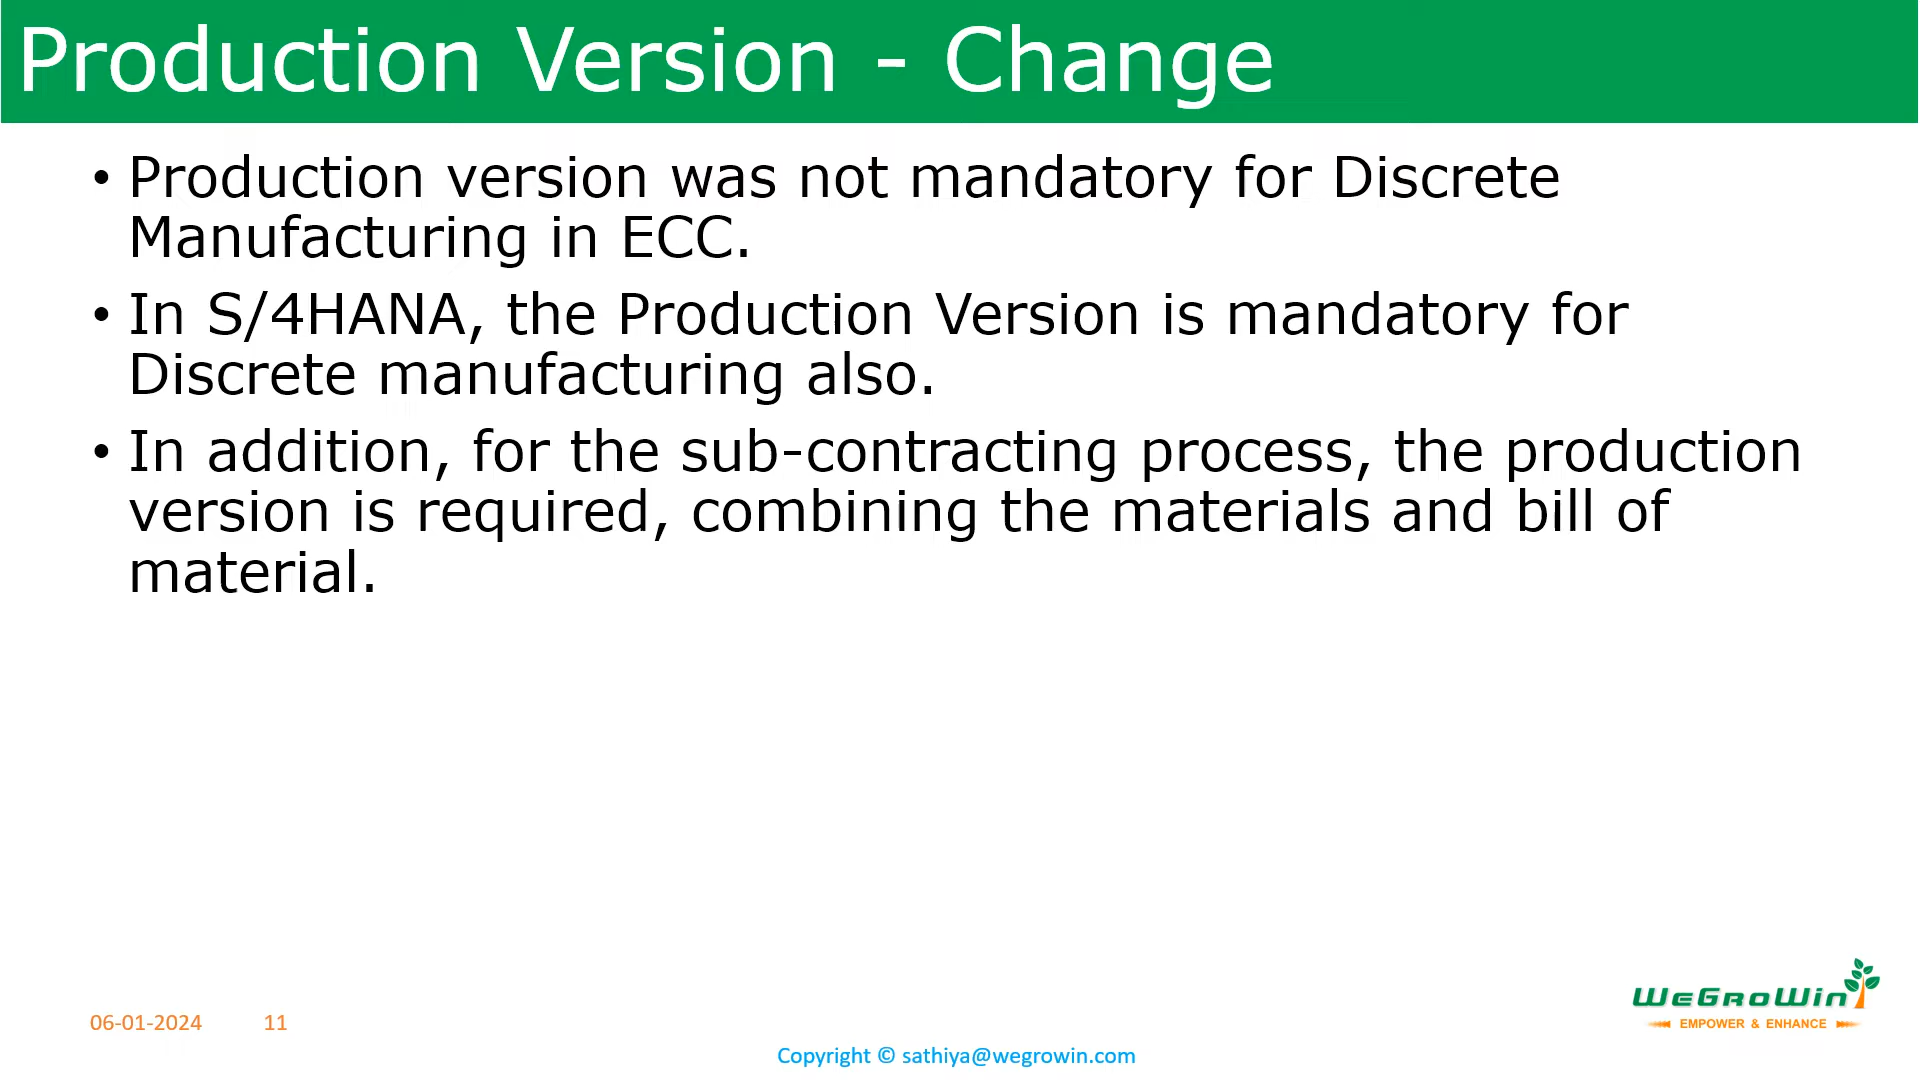 Production Version - Change
• Production version was not mandatory for Discrete
Manufacturing in ECC.
• In S/4HANA, the Production Version is mandatory for
Discrete manufacturing also.
• In addition, for the sub-contracting process, the production
version is required, combining the materials and bill of
material.
WeGroWin
EMPOWER & ENHANCE
06-01-2024 11
Copyright © sathiya@wegrowin.com